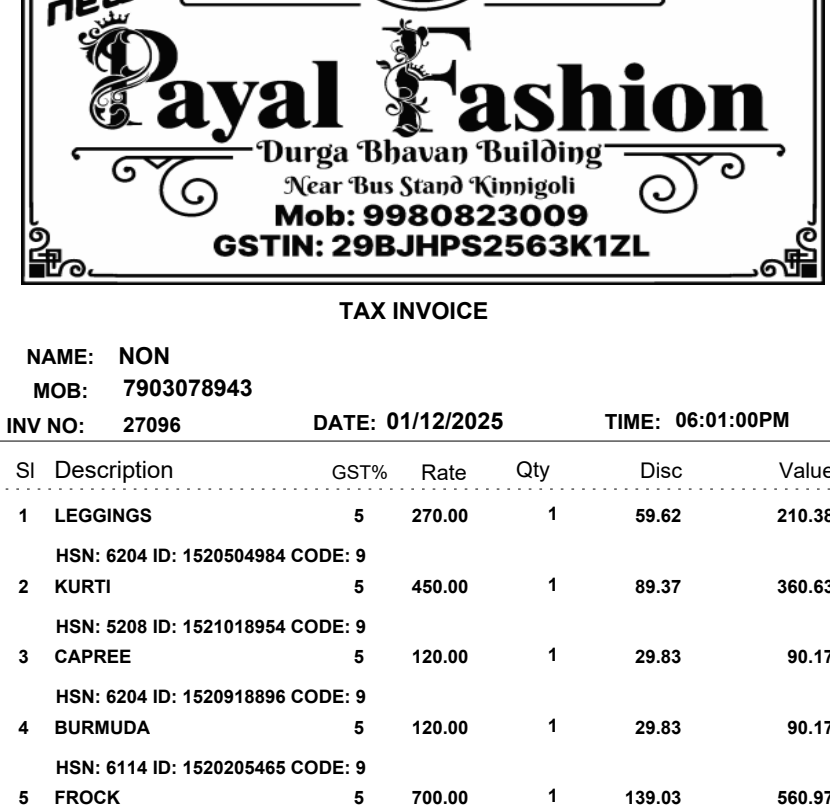 new
Payal Fashion
Durga Bhavan Building
Near Bus Stand Kinnigoli
Mob: 9980823009
GSTIN: 29BJHPS2563K1ZL
TAX INVOICE
NAME: NON
MOB: 7903078943
INV NO: 27096 DATE: 01/12/2025 TIME: 06:01:00PM
Sl Description GST% Rate Qty Disc Value
1 LEGGINGS 5 270.00 1 59.62 210.38
HSN: 6204 ID: 1520504984 CODE: 9
2 KURTI 5 450.00 1 89.37 360.63
HSN: 5208 ID: 1521018954 CODE: 9
3 CAPREE 5 120.00 1 29.83 90.17
HSN: 6204 ID: 1520918896 CODE: 9
4 BURMUDA 5 120.00 1 29.83 90.17
HSN: 6114 ID: 1520205465 CODE: 9
5 FROCK 5 700.00 1 139.03 560.97